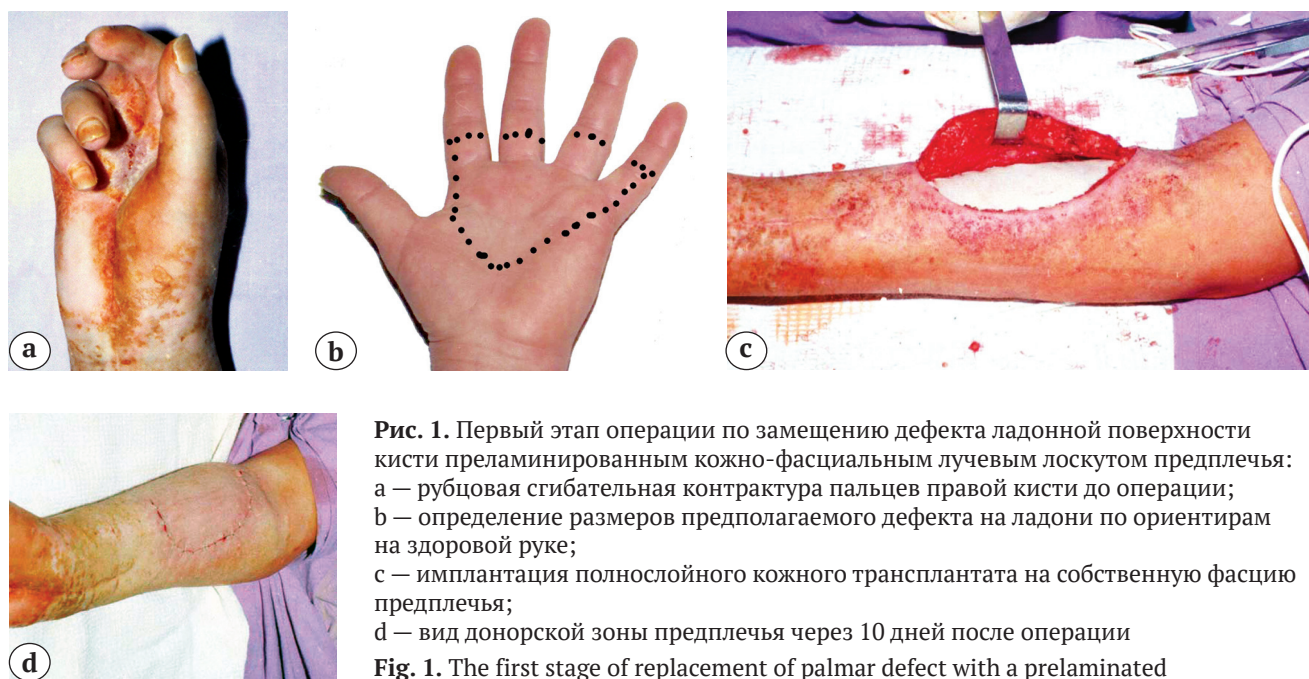 a
b
c
d
Рис. 1. Первый этап операции по замещению дефекта ладонной поверхности
кисти преламинированным кожно-фасциальным лучевым лоскутом предплечья:
a — рубцовая сгибательная контрактура пальцев правой кисти до операции;
b — определение размеров предполагаемого дефекта на ладони по ориентирам
на здоровой руке;
c — имплантация полнослойного кожного трансплантата на собственную фасцию
предплечья;
d — вид донорской зоны предплечья через 10 дней после операции
Fig. 1. The first stage of replacement of palmar defect with a prelaminated